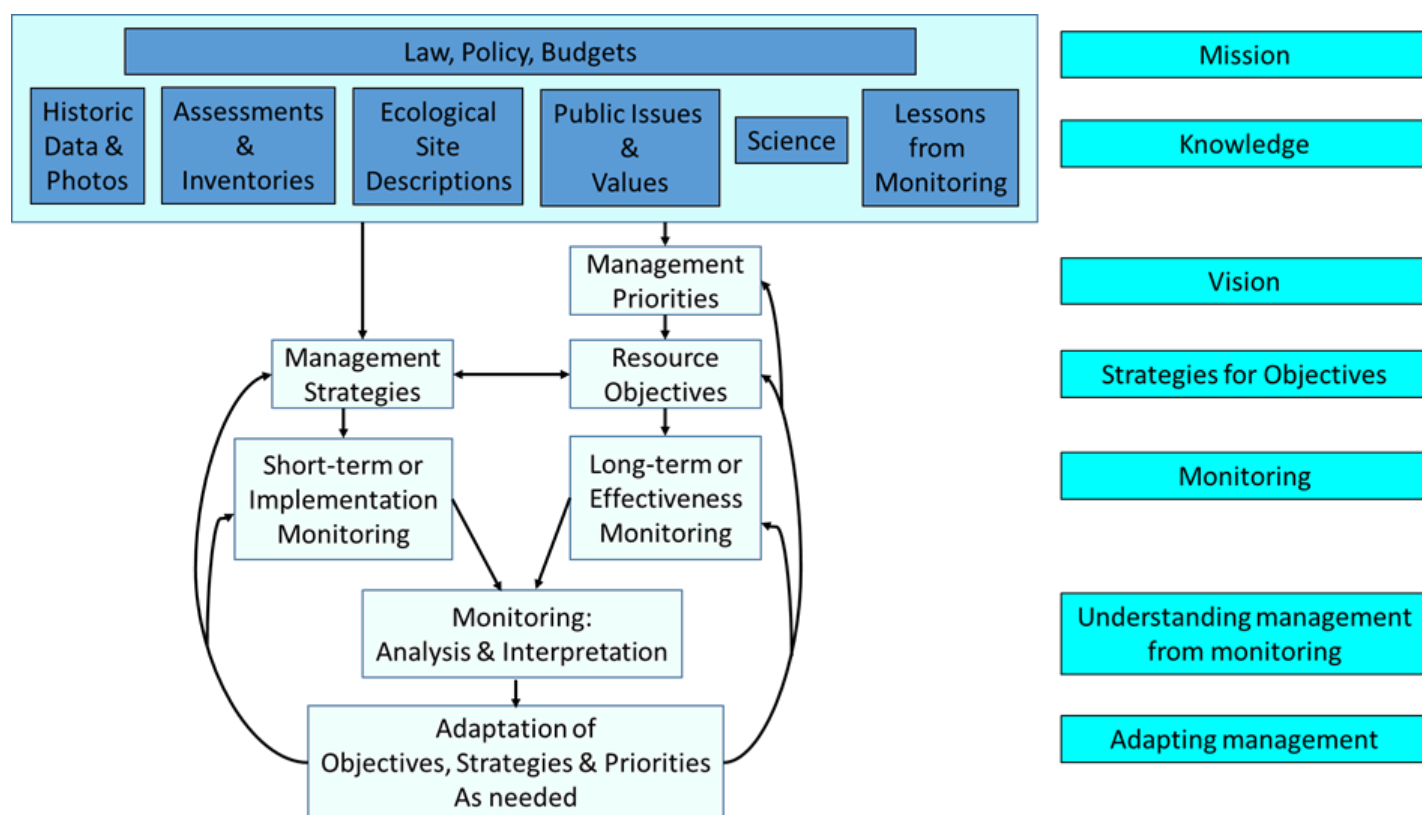 Law, Policy, Budgets
Mission
Historic
Data &
Photos
Assessments
&
Inventories
Ecological
Site
Descriptions
Public Issues
&
Values
Science
Lessons
from
Monitoring
Knowledge
Management
Priorities
Vision
Management
Strategies
Resource
Objectives
Strategies for Objectives
Short-term or
Implementation
Monitoring
Long-term or
Effectiveness
Monitoring
Monitoring
Monitoring:
Analysis & Interpretation
Understanding management
from monitoring
Adaptation of
Objectives, Strategies & Priorities
As needed
Adapting management